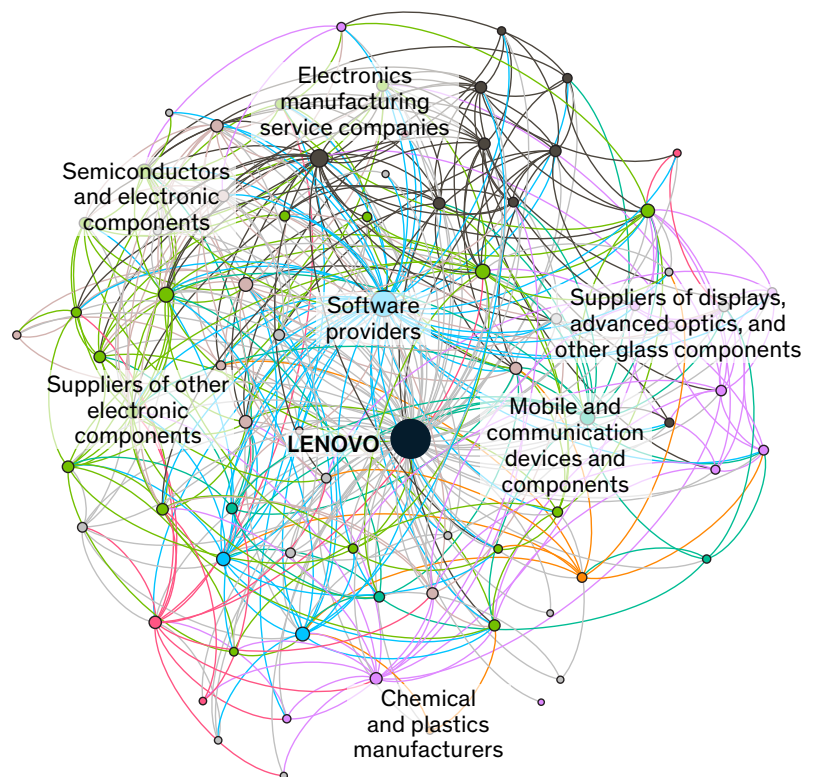 Electronics
manufacturing
service companies
Semiconductors
and electronic
components
Software
providers
Suppliers of displays,
advanced optics, and
other glass components
Suppliers of other
electronic
components
Mobile and
communication
devices and
components
LENOVO
Chemical
and plastics
manufacturers